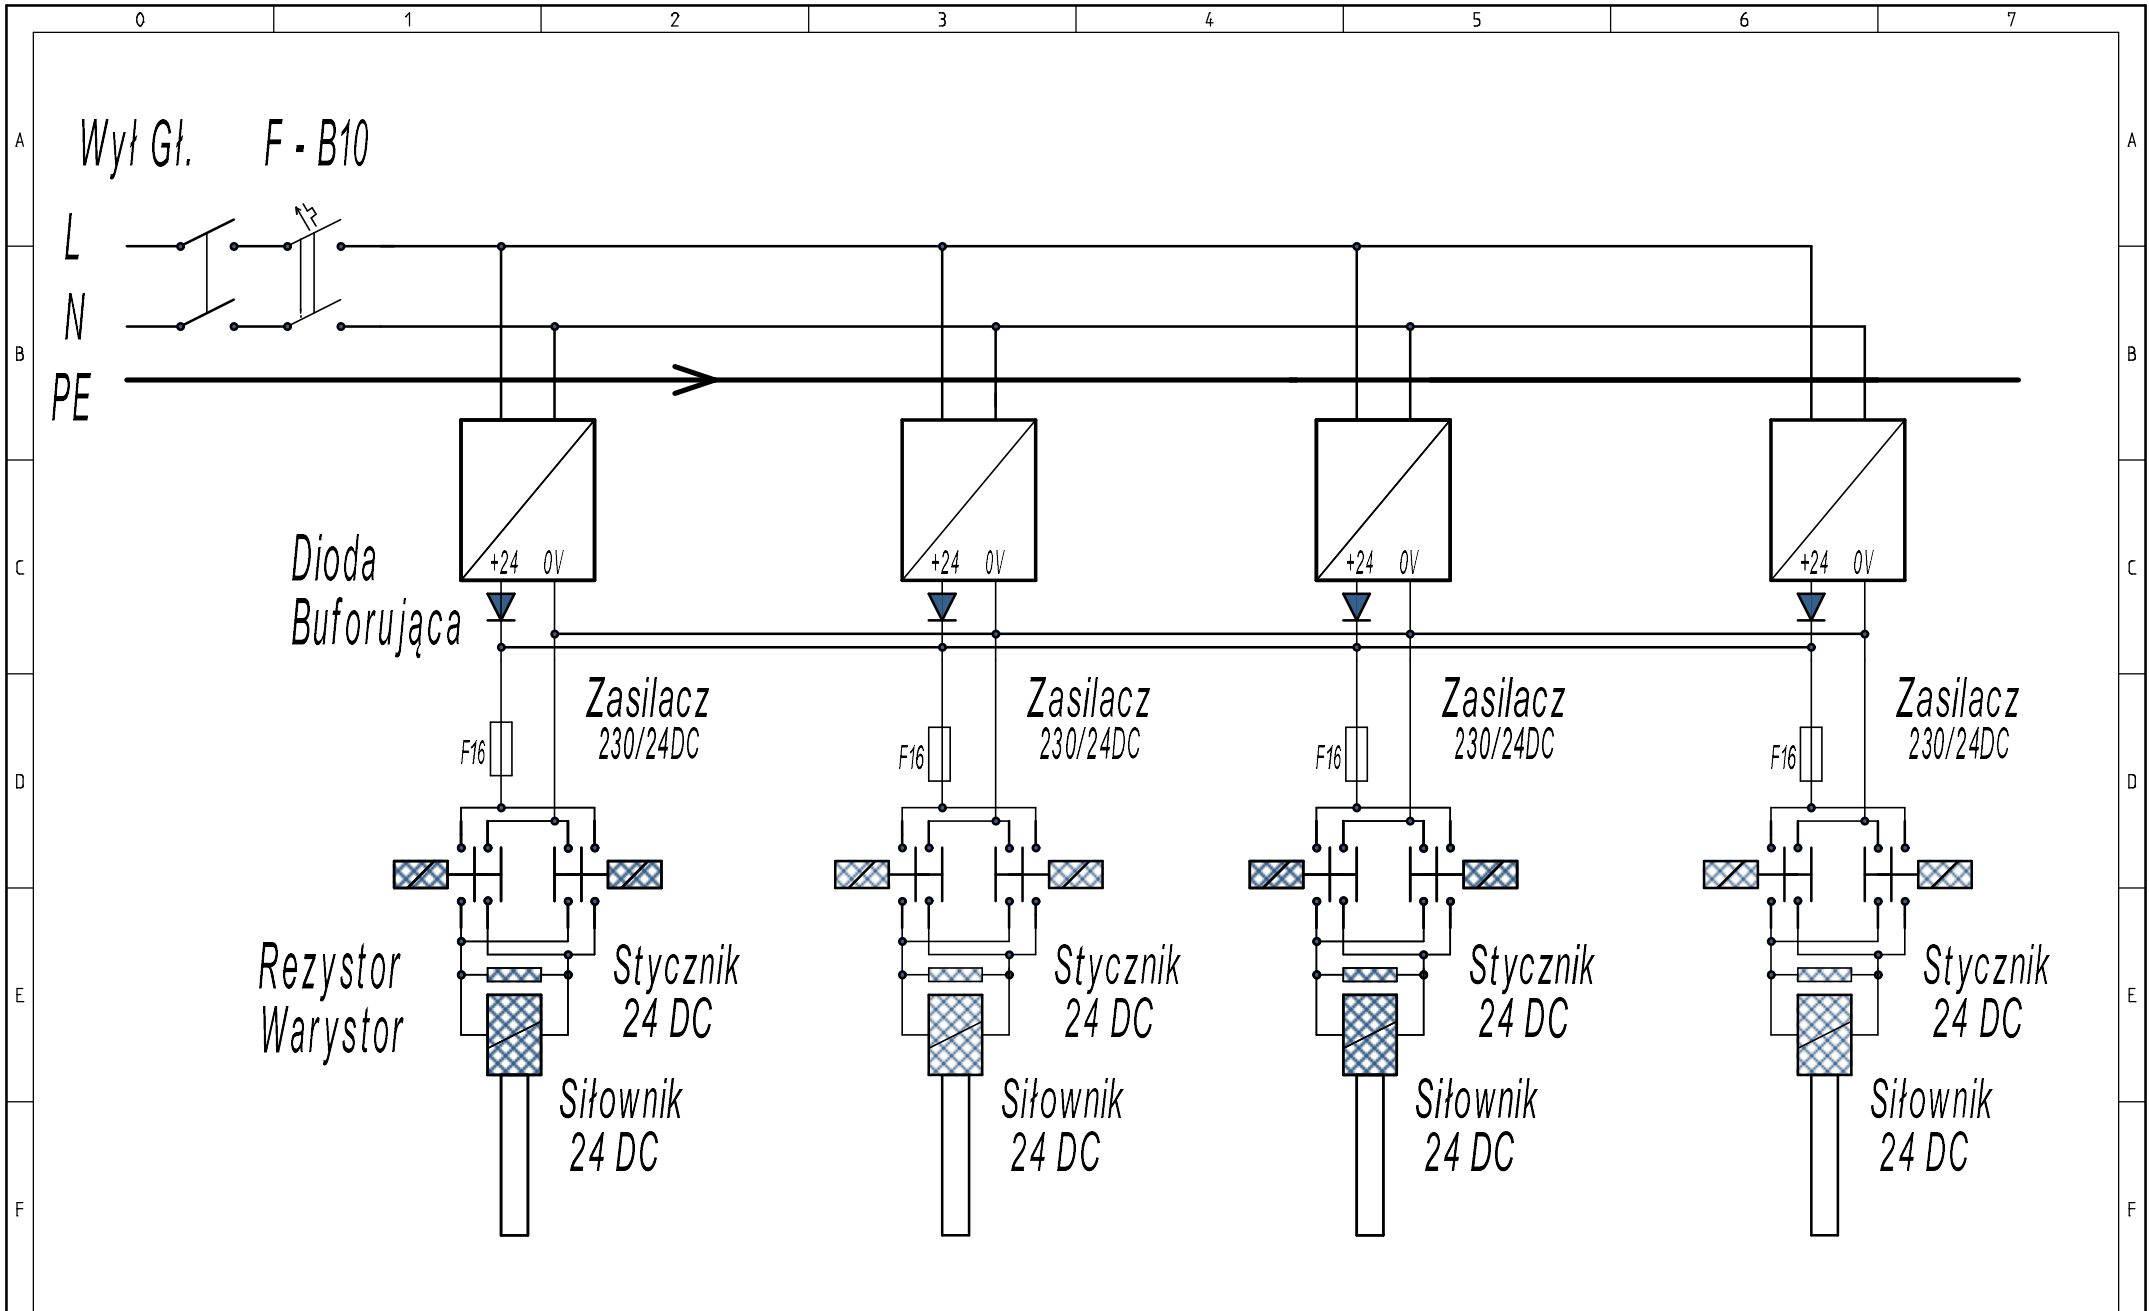 0 1 2 3 4 5 6 7
A A
Wył Gł. F - B10
L
N
B B
PE
+24 0V +24 0V +24 0V +24 0V
C C
Dioda
Buforująca
Zasilacz Zasilacz Zasilacz Zasilacz
230/24DC 230/24DC 230/24DC 230/24DC
F16 F16 F16 F16
D D
Rezystor Stycznik Stycznik Stycznik Stycznik
E E
Warystor 24 DC 24 DC 24 DC 24 DC
Siłownik Siłownik Siłownik Siłownik
24 DC 24 DC 24 DC 24 DC
F F